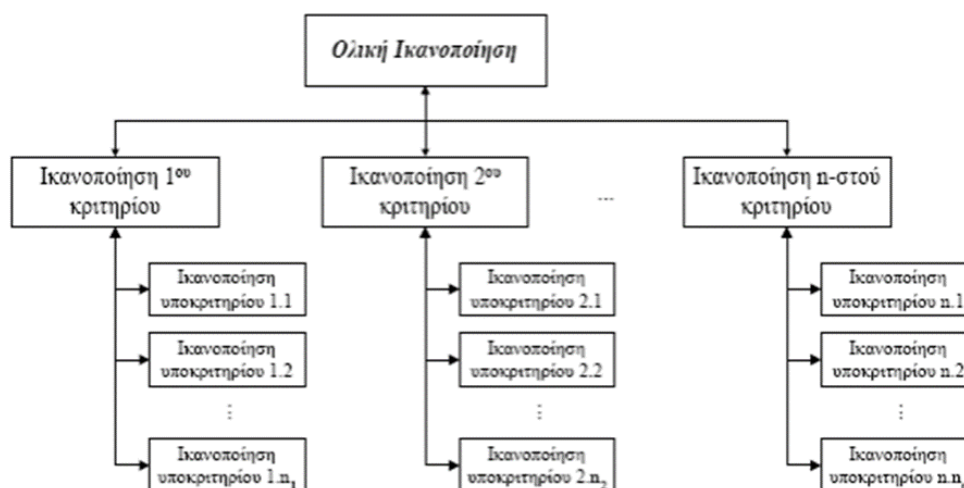 Ολική Ικανοποίηση
Ικανοποίηση 1ου
κριτηρίου
Ικανοποίηση 2ου
κριτηρίου
...
Ικανοποίηση n-στού
κριτηρίου
Ικανοποίηση
υποκριτηρίου 1.1
Ικανοποίηση
υποκριτηρίου 1.2
⋮
Ικανοποίηση
υποκριτηρίου 1.n1
Ικανοποίηση
υποκριτηρίου 2.1
Ικανοποίηση
υποκριτηρίου 2.2
⋮
Ικανοποίηση
υποκριτηρίου 2.n2
Ικανοποίηση
υποκριτηρίου n.1
Ικανοποίηση
υποκριτηρίου n.2
⋮
Ικανοποίηση
υποκριτηρίου